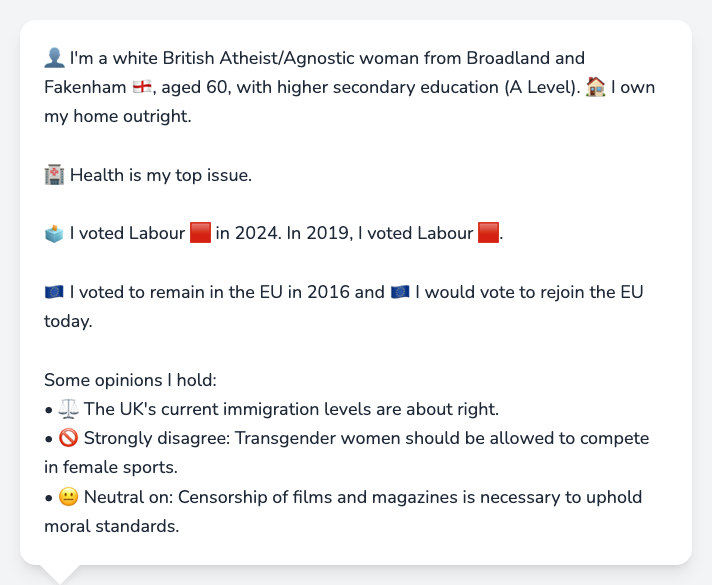 👤 I'm a white British Atheist/Agnostic woman from Broadland and
Fakenham 🏴󠁧󠁢󠁥󠁮󠁧󠁿, aged 60, with higher secondary education (A Level). 🏠 I own
my home outright.
🏥 Health is my top issue.
🗳️ I voted Labour 🟥 in 2024. In 2019, I voted Labour 🟥.
🇪🇺 I voted to remain in the EU in 2016 and 🇪🇺 I would vote to rejoin the EU
today.
Some opinions I hold:
• ⚖️ The UK's current immigration levels are about right.
• 🚫 Strongly disagree: Transgender women should be allowed to compete
in female sports.
• 😐 Neutral on: Censorship of films and magazines is necessary to uphold
moral standards.